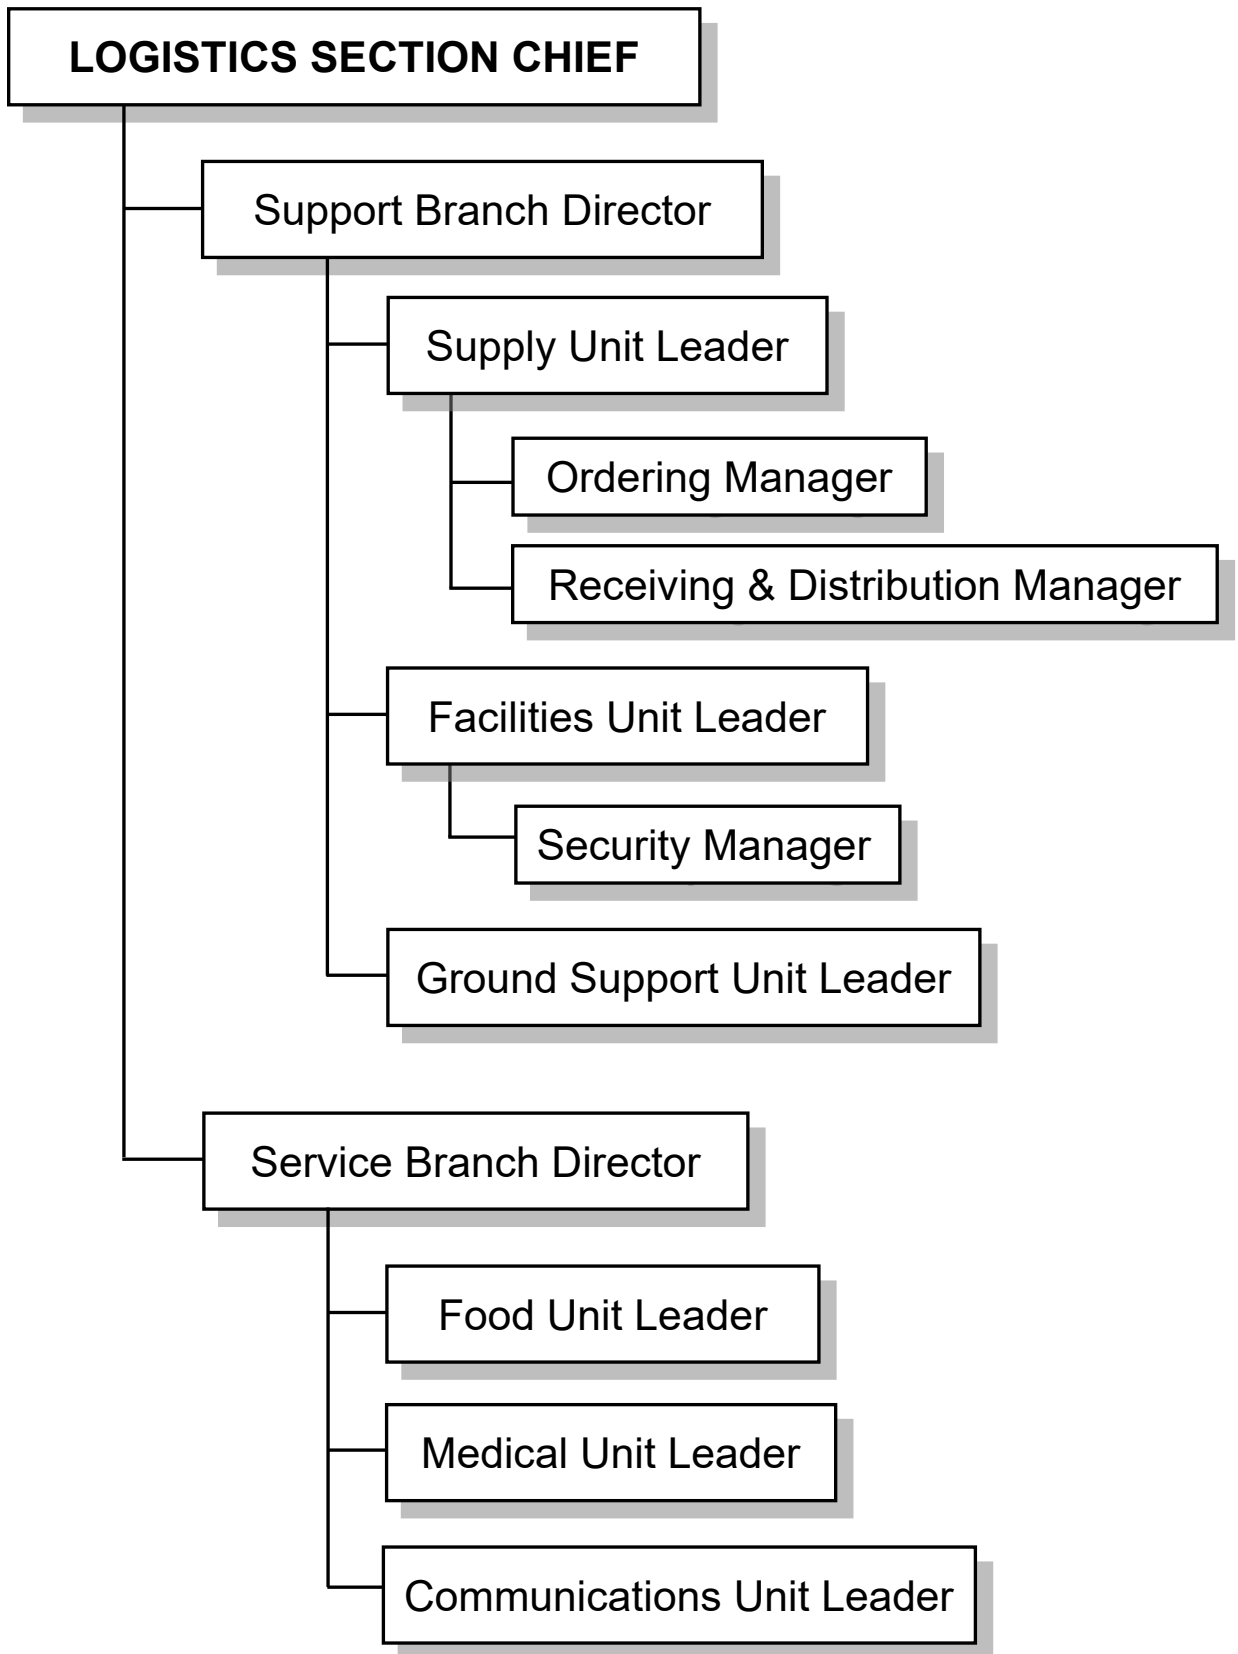 LOGISTICS SECTION CHIEF
Support Branch Director
Supply Unit Leader
Ordering Manager
Receiving & Distribution Manager
Facilities Unit Leader
Security Manager
Ground Support Unit Leader
Service Branch Director
Food Unit Leader
Medical Unit Leader
Communications Unit Leader